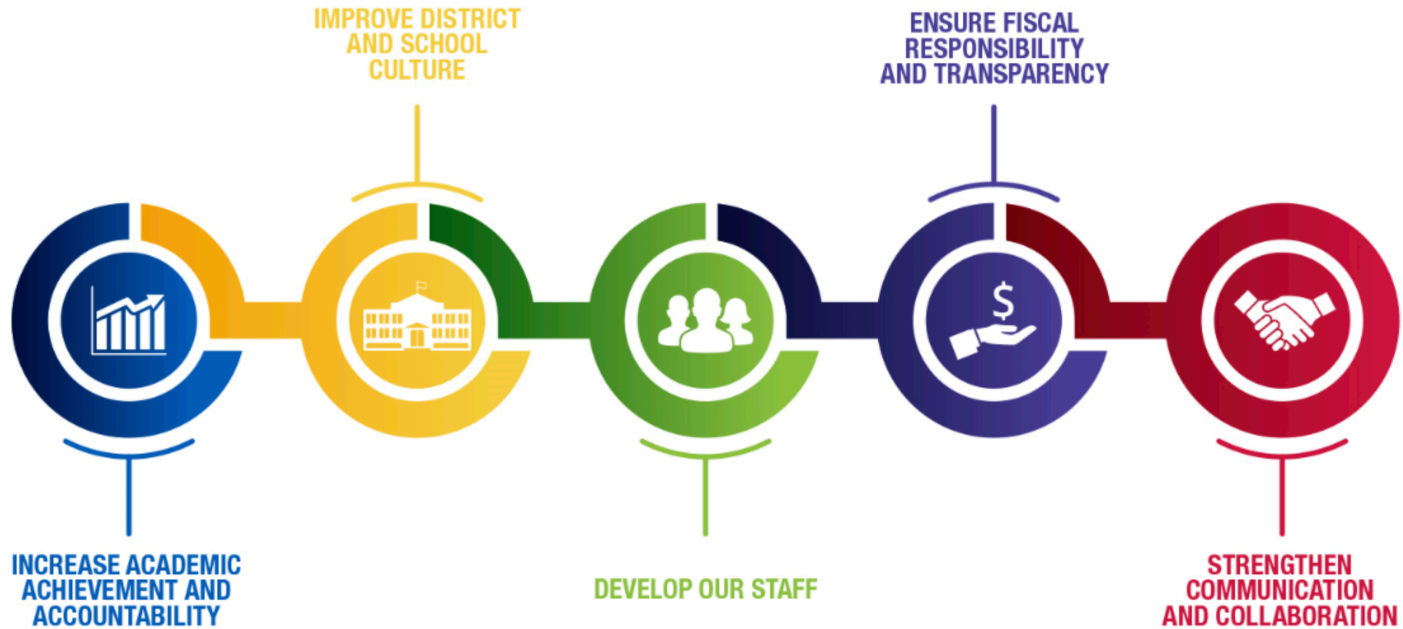 IMPROVE DISTRICT
AND SCHOOL
CULTURE
ENSURE FISCAL
RESPONSIBILITY
AND TRANSPARENCY
$
INCREASE ACADEMIC
ACHIEVEMENT AND
ACCOUNTABILITY
DEVELOP OUR STAFF
STRENGTHEN
COMMUNICATION
AND COLLABORATION